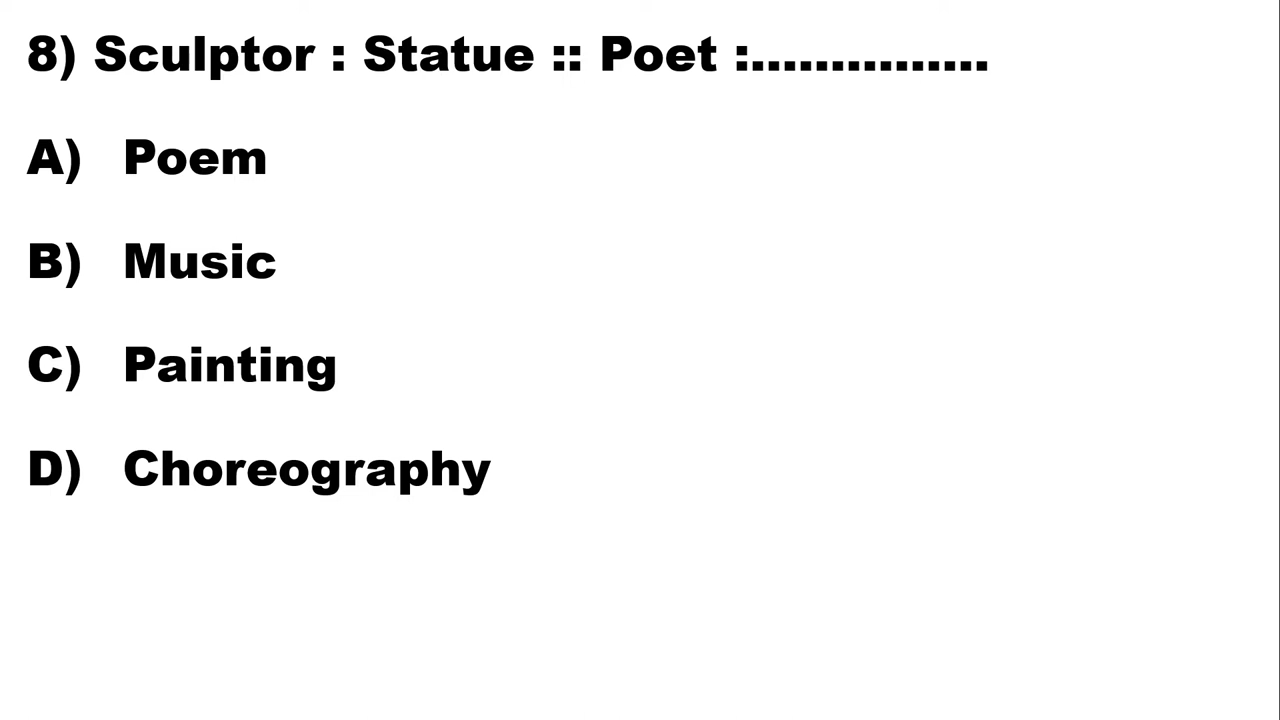 8) Sculptor : Statue :: Poet :...............
A) Poem
B) Music
C) Painting
D) Choreography